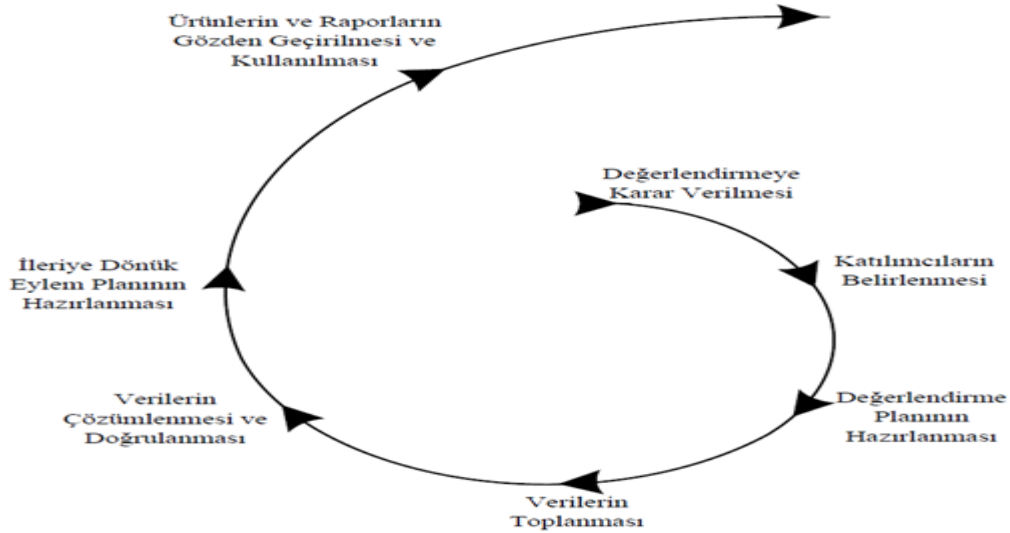 Ürünlerin ve Raporların
Gözden Geçirilmesi ve
Kullanılması
Değerlendirmeye
Karar Verilmesi
Katılımcıların
Belirlenmesi
Değerlendirme
Planının
Hazırlanması
Verilerin
Toplanması
Verilerin
Çözümlenmesi ve
Doğrulanması
İleriye Dönük
Eylem Planının
Hazırlanması